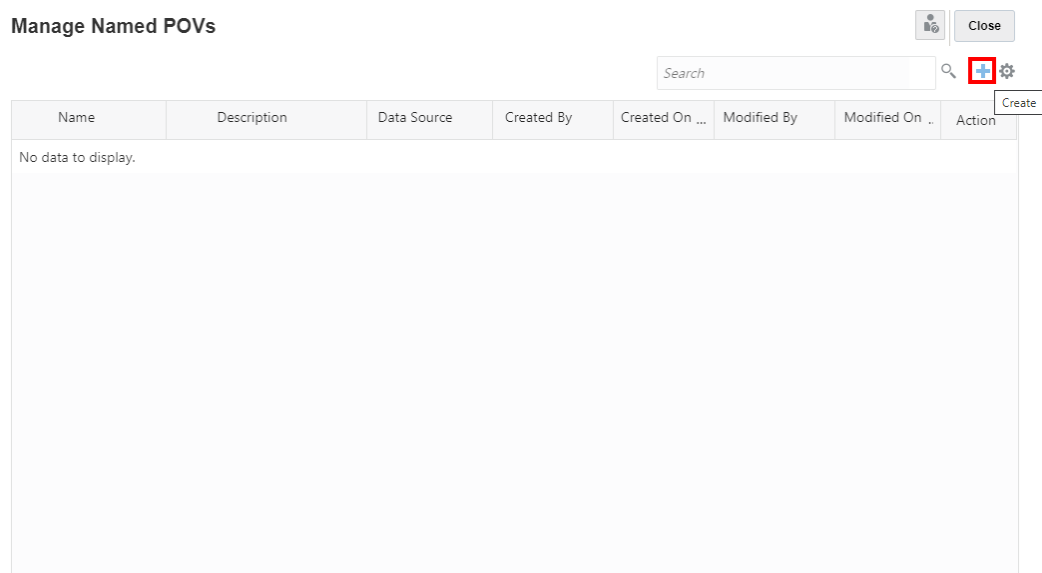 Manage Named POVs
Close
Search
Create
Name Description Data Source Created By Created On ... Modified By Modified On .. Action
No data to display.